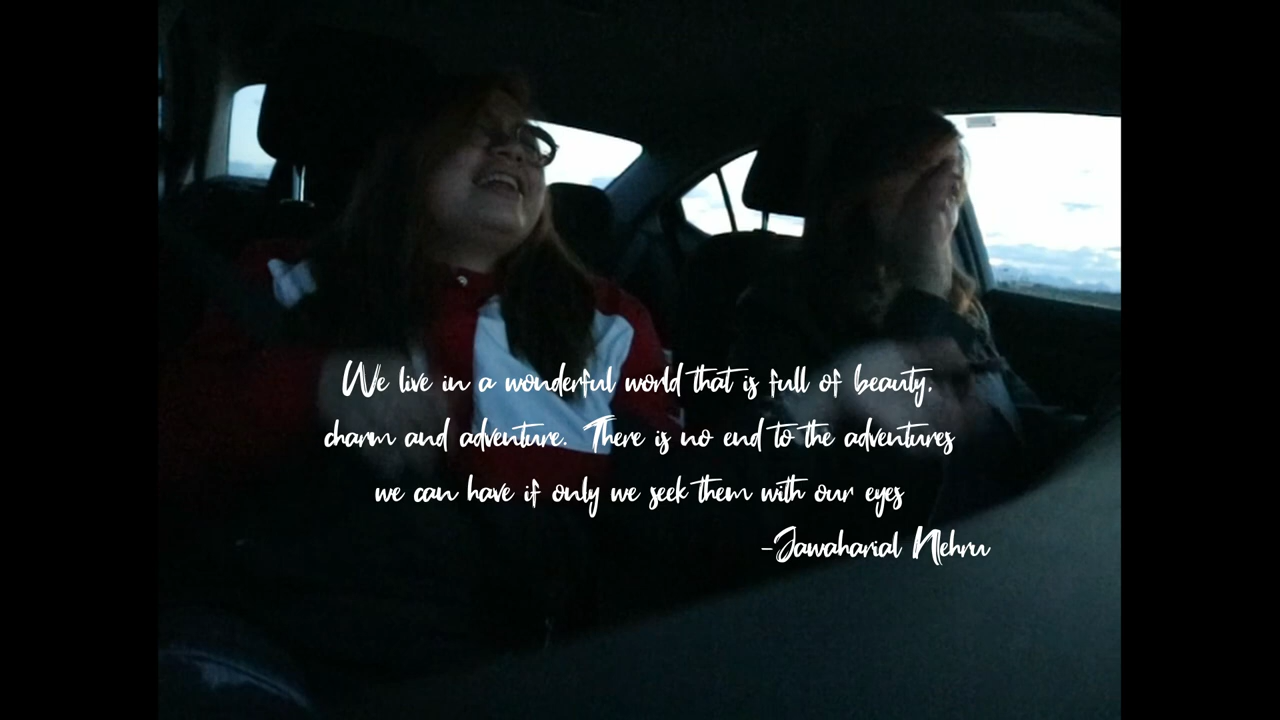 We live in a wonderful world that is full of beauty,
charm and adventure. There is no end to the adventures
we can have if only we seek them with our eyes
-Jawaharial Nehru